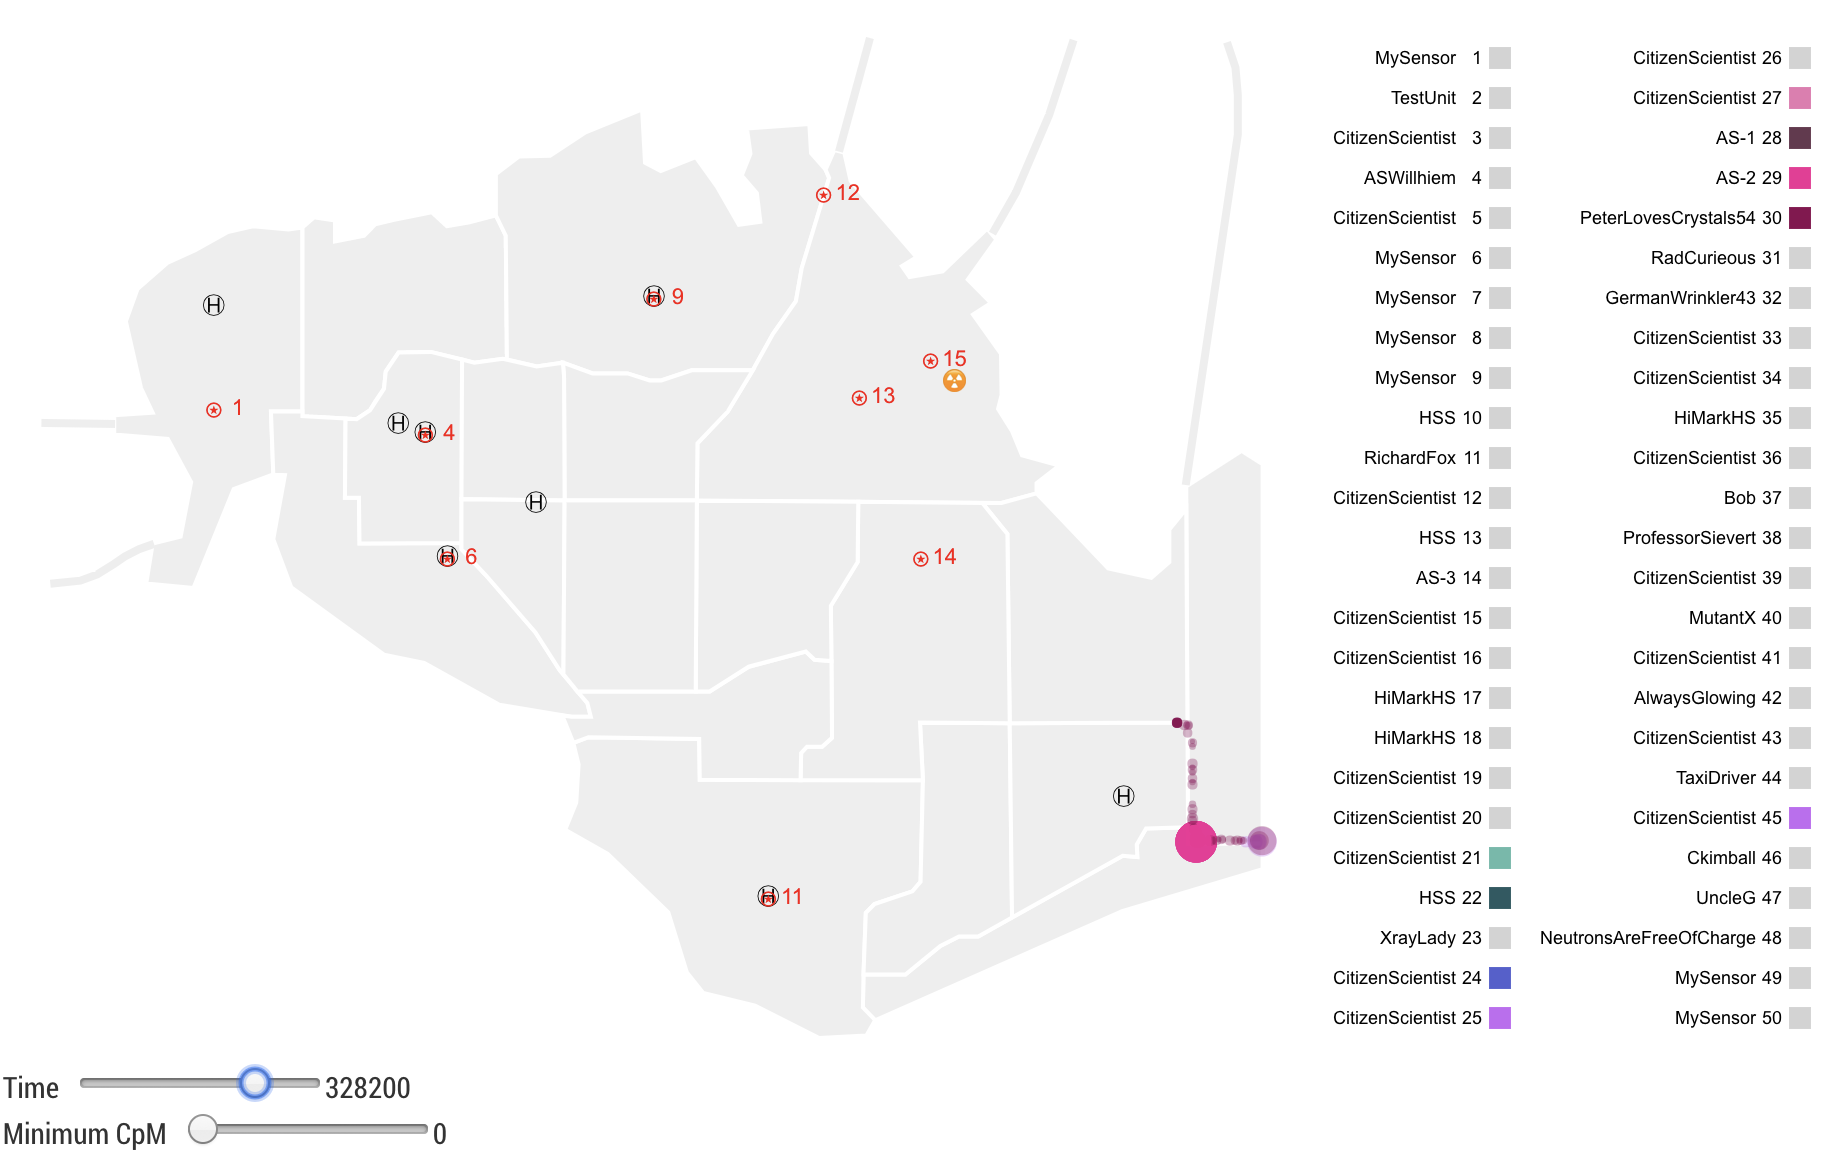 MySensor 1
TestUnit 2
CitizenScientist 3
ASWillhiem 4
CitizenScientist 5
MySensor 6
MySensor 7
MySensor 8
MySensor 9
HSS 10
RichardFox 11
CitizenScientist 12
HSS 13
AS-3 14
CitizenScientist 15
CitizenScientist 16
HiMarkHS 17
HiMarkHS 18
CitizenScientist 19
CitizenScientist 20
CitizenScientist 21
HSS 22
XrayLady 23
CitizenScientist 24
CitizenScientist 25
CitizenScientist 26
CitizenScientist 27
AS-1 28
AS-2 29
PeterLovesCrystals54 30
RadCurieous 31
GermanWrinkler43 32
CitizenScientist 33
CitizenScientist 34
HiMarkHS 35
CitizenScientist 36
Bob 37
ProfessorSievert 38
CitizenScientist 39
MutantX 40
CitizenScientist 41
AlwaysGlowing 42
CitizenScientist 43
TaxiDriver 44
CitizenScientist 45
Ckimball 46
UncleG 47
NeutronsAreFreeOfCharge 48
MySensor 49
MySensor 50
12
H 9
H
15
13
1
H
H 4
H
H 6
14
H
H 11
Time 328200
Minimum CpM 0